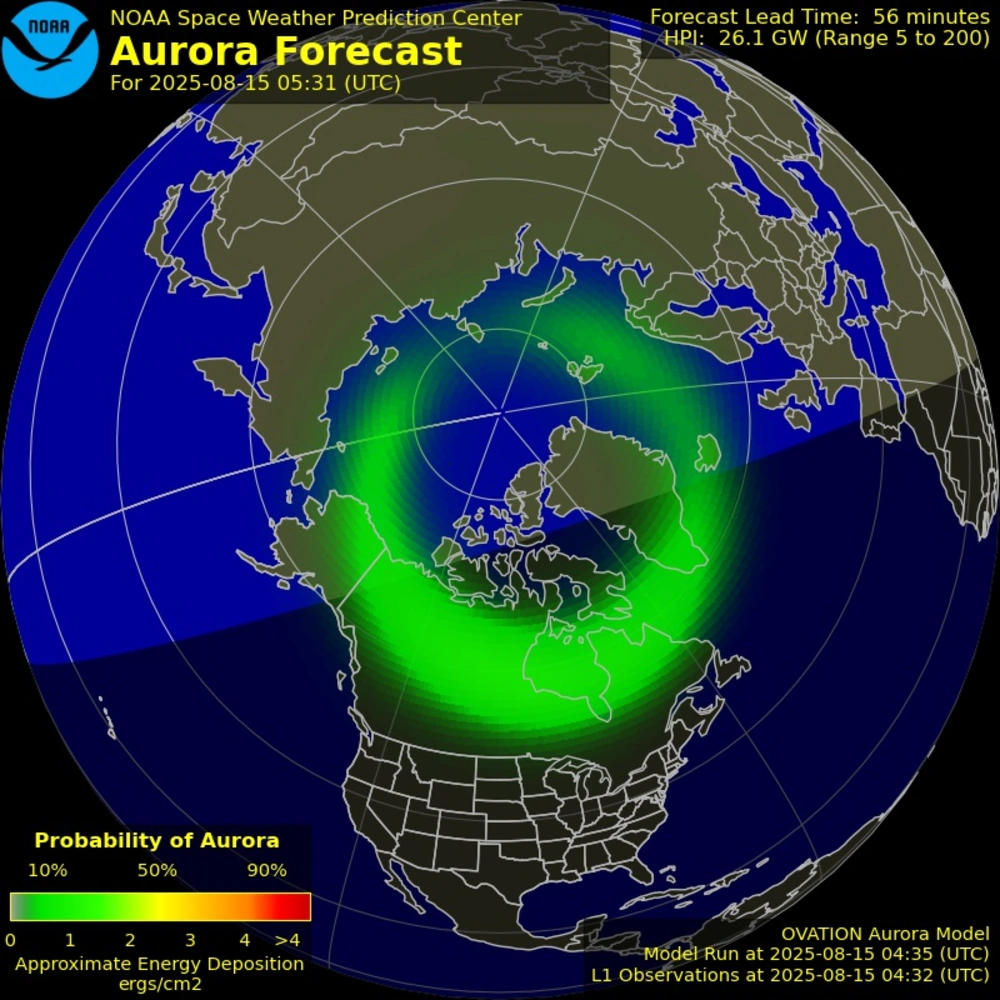 NOAA
NOAA Space Weather Prediction Center
Aurora Forecast
For 2025-08-15 05:31 (UTC)
Forecast Lead Time: 56 minutes
HPI: 26.1 GW (Range 5 to 200)
Probability of Aurora
10% 50% 90%
0 1 2 3 4 >4
Approximate Energy Deposition
ergs/cm2
OVATION Aurora Model
Model Run at 2025-08-15 04:35 (UTC)
L1 Observations at 2025-08-15 04:32 (UTC)